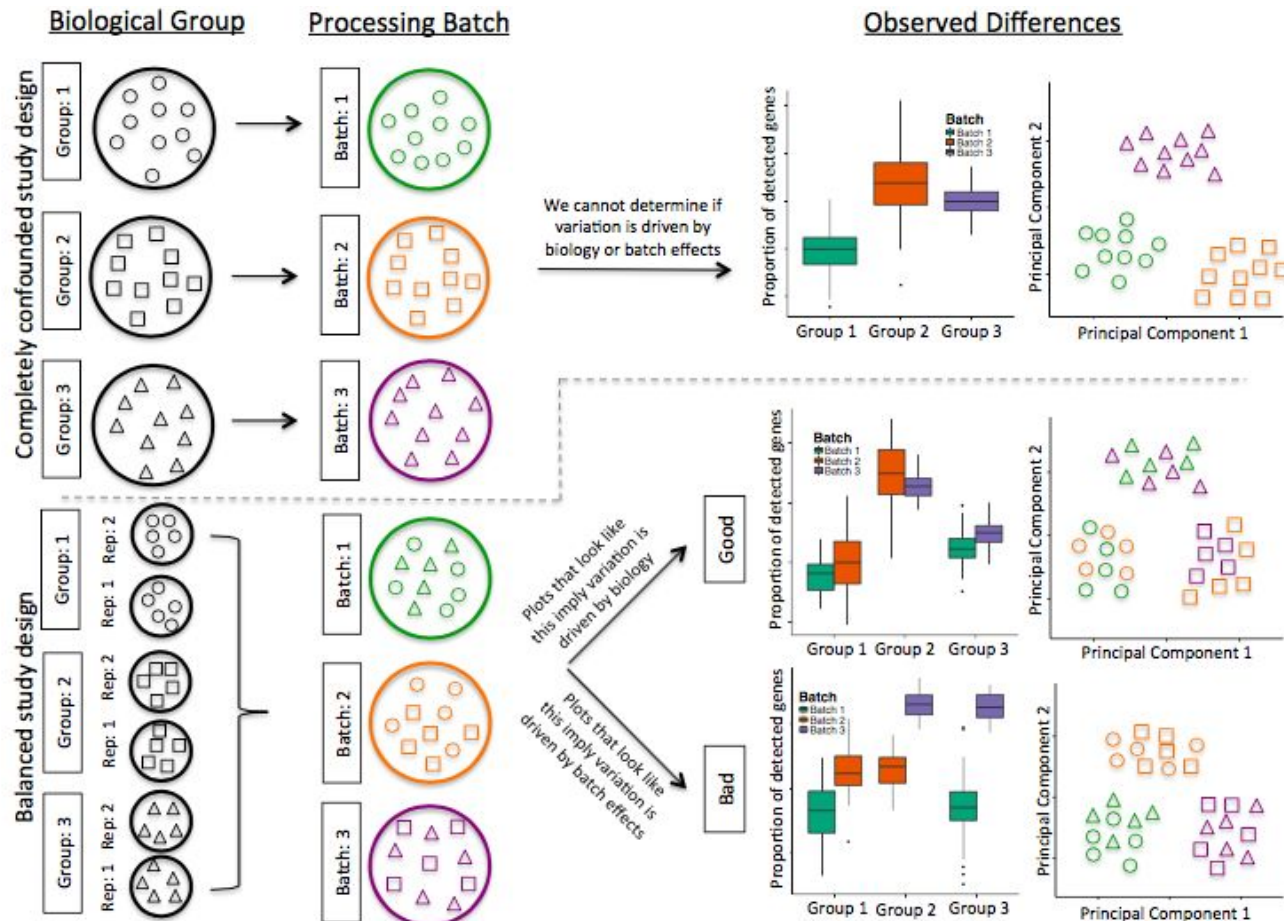 Biological Group
Processing Batch
Observed Differences
Completely confounded study design
Group: 1
Batch: 1
Group: 2
Batch: 2
Group: 3
Batch: 3
We cannot determine if
variation is driven by
biology or batch effects
Proportion of detected genes
Batch
Batch 1
Batch 2
Batch 3
Group 1 Group 2 Group 3
Principal Component 2
Principal Component 1
Balanced study design
Group: 1
Rep: 2
Rep: 1
Group: 2
Rep: 2
Rep: 1
Group: 3
Rep: 2
Rep: 1
Batch: 1
Batch: 2
Batch: 3
Plots that look like
this imply variation is
driven by biology
Good
Proportion of detected genes
Batch
Batch 1
Batch 2
Batch 3
Group 1 Group 2 Group 3
Principal Component 2
Principal Component 1
Plots that look like
this imply variation is
driven by batch effects
Bad
Proportion of detected genes
Batch
Batch 1
Batch 2
Batch 3
Group 1 Group 2 Group 3
Principal Component 2
Principal Component 1